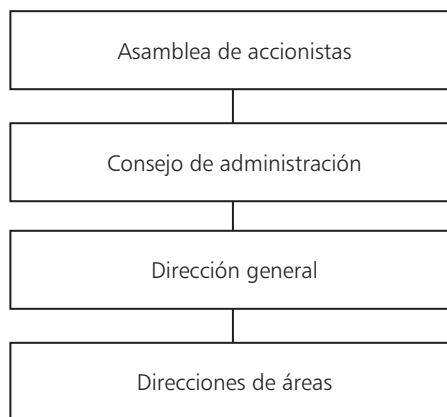 Asamblea de accionistas
Consejo de administración
Dirección general
Direcciones de áreas